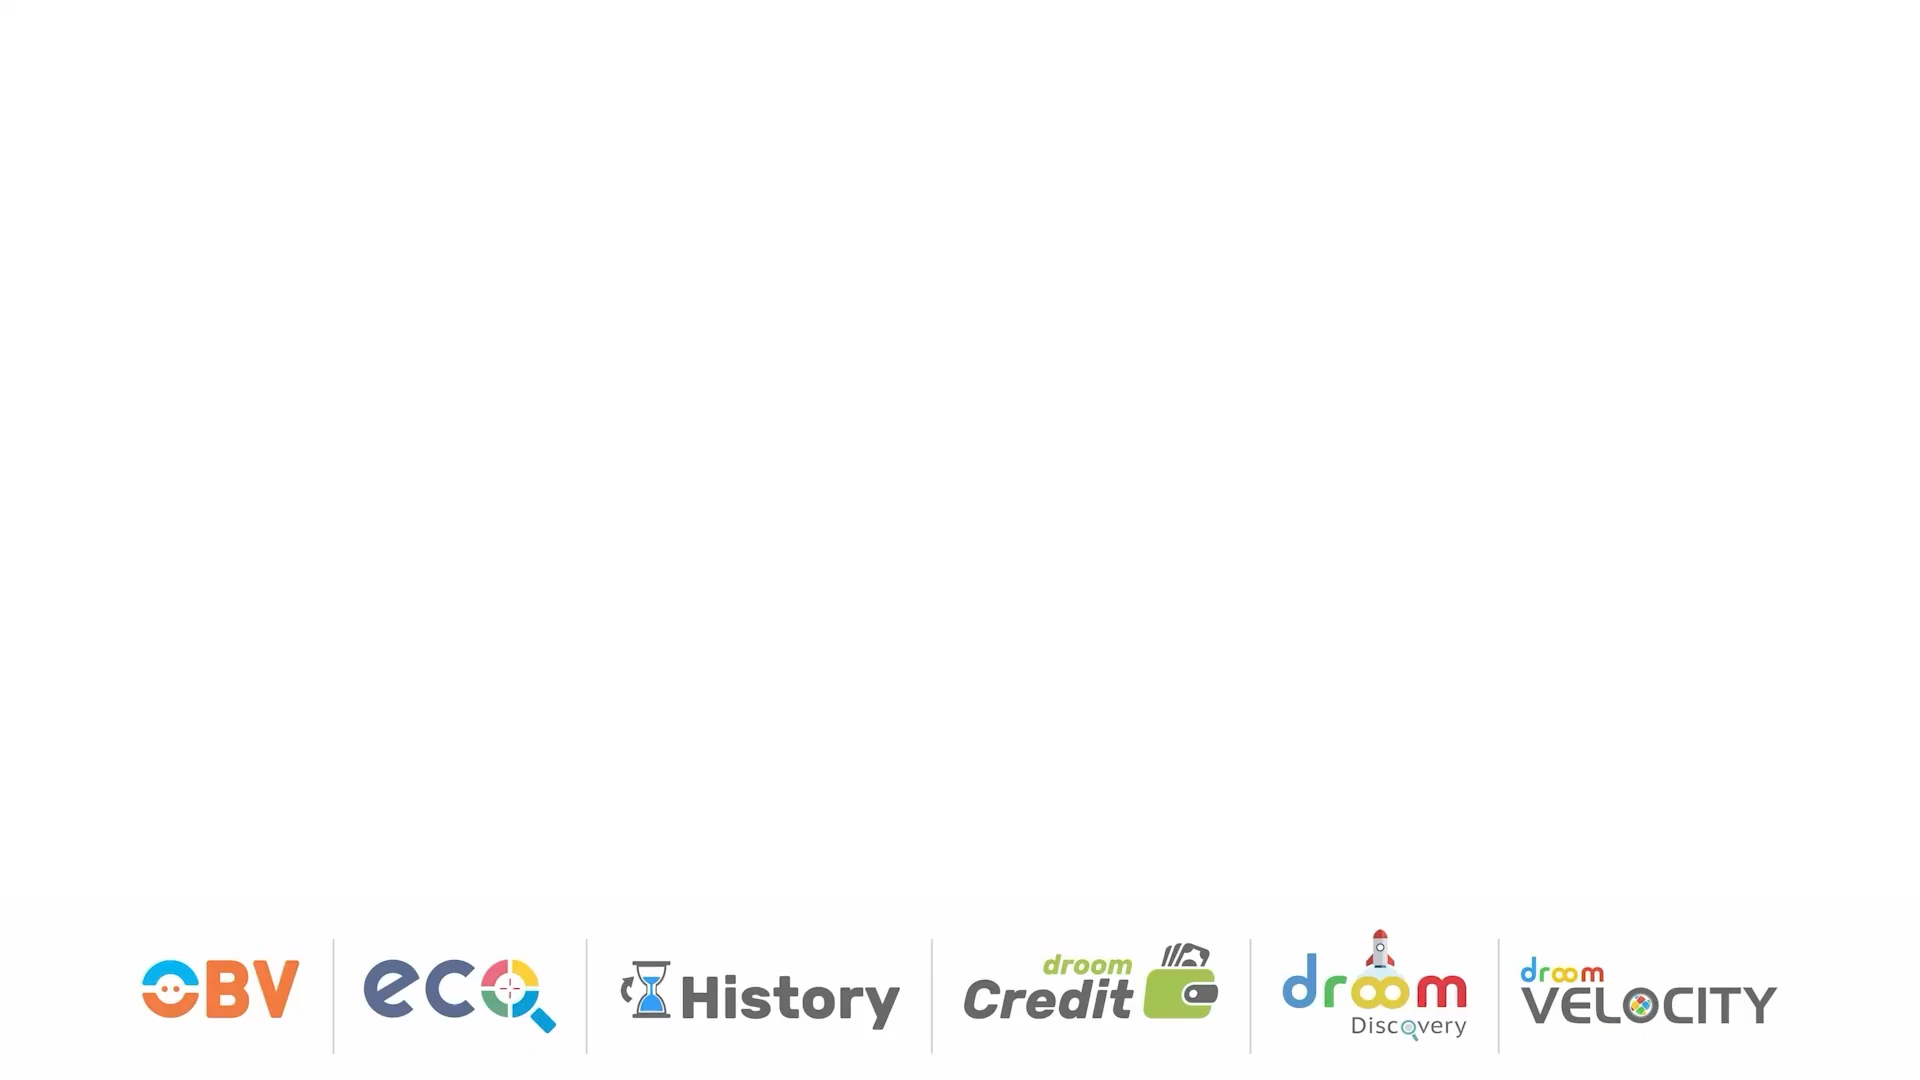 OBV
eco
History
droom
Credit
droom
Discovery
droom
VELOCITY